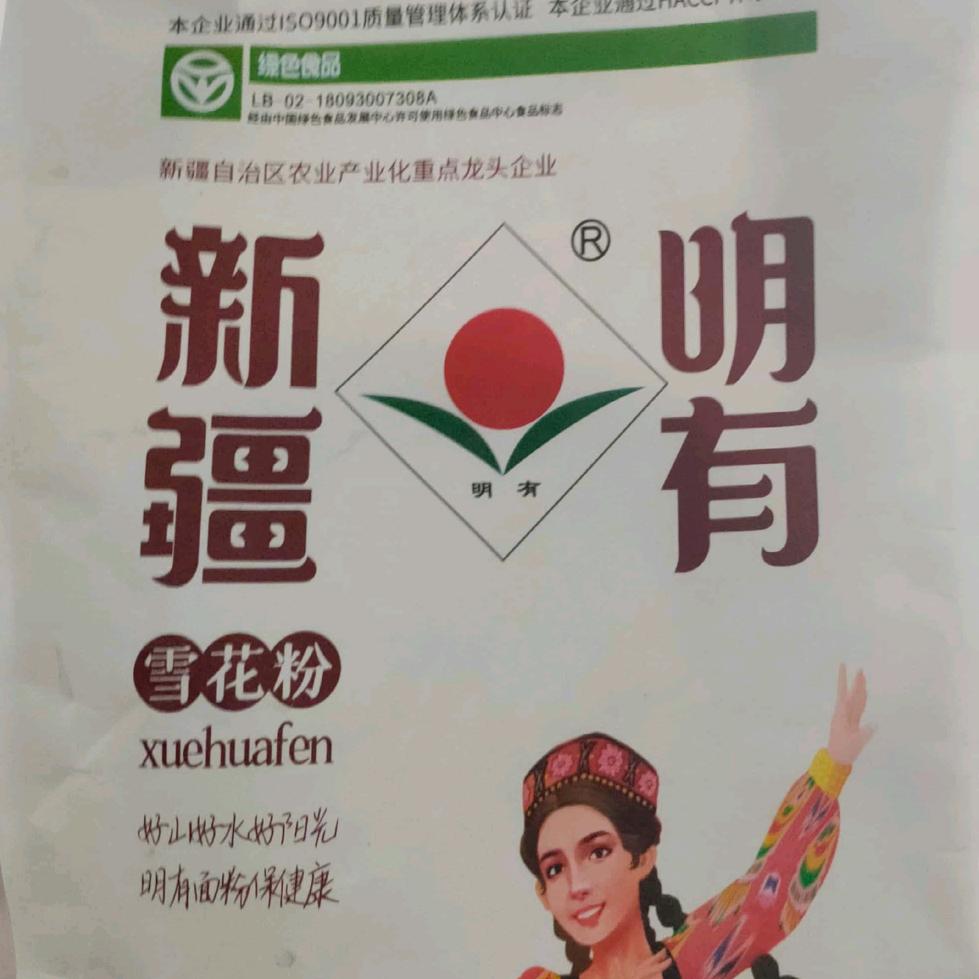 本企业通过ISO9001质量管理体系认证 本企业通过HACCP
绿色食品
LB-02-18093007308A
经由中国绿色食品发展中心许可使用绿色食品中心食品标志
新疆自治区农业产业化重点龙头企业
新疆
®
明有
明有
雪花粉
xuehuafen
好山好水好阳光
明有面粉保健康